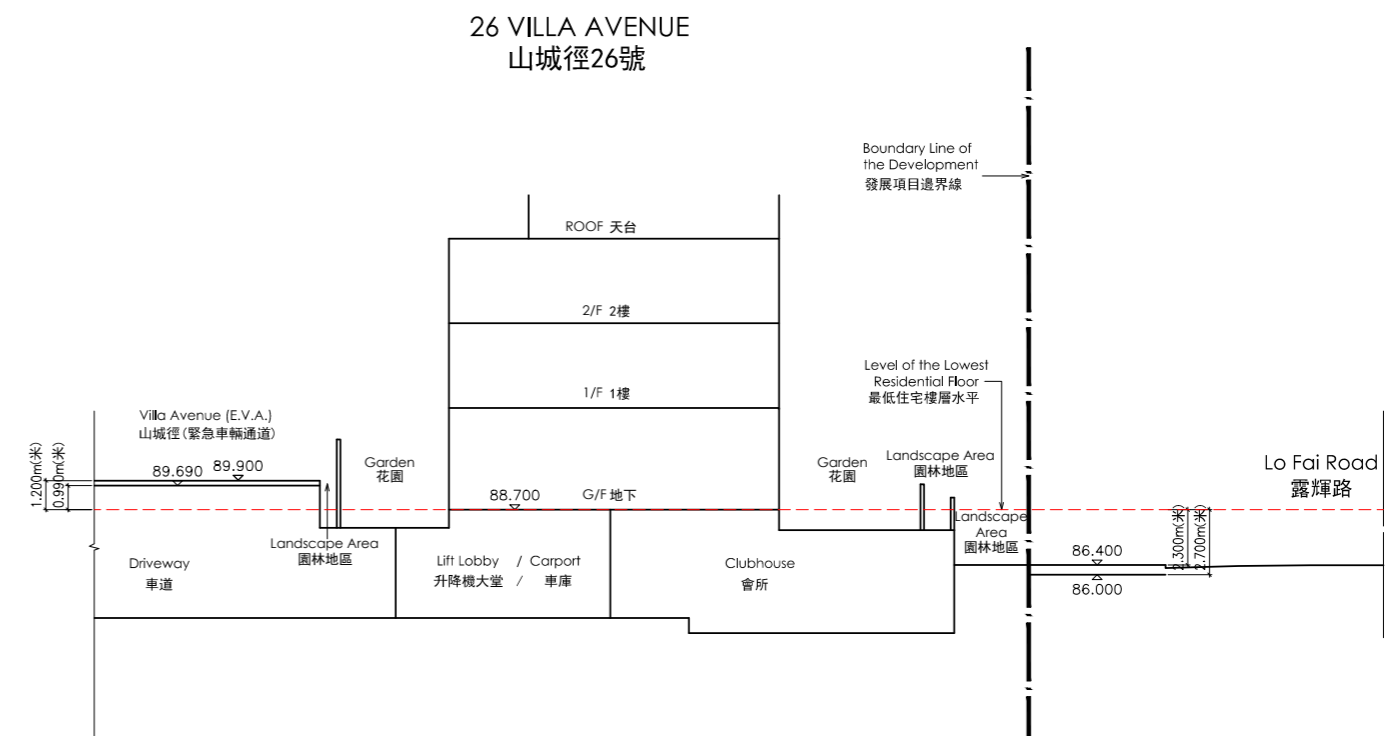 26 VILLA AVENUE
山城徑26號
Boundary Line of
the Development
發展項目邊界線
ROOF 天台
2/F 2樓
1/F 1樓
Level of the Lowest
Residential Floor
最低住宅樓層水平
Villa Avenue (E.V.A.)
山城徑(緊急車輛通道)
89.690 89.900
1.200m(米)
0.990m(米)
Garden
花園
88.700
G/F 地下
Garden
花園
Landscape Area
園林地區
Lo Fai Road
露輝路
Landscape Area
園林地區
Landscape
Area
園林地區
86.400
86.000
2.300m(米)
2.700m(米)
Driveway
車道
Lift Lobby / Carport
升降機大堂 / 車庫
Clubhouse
會所